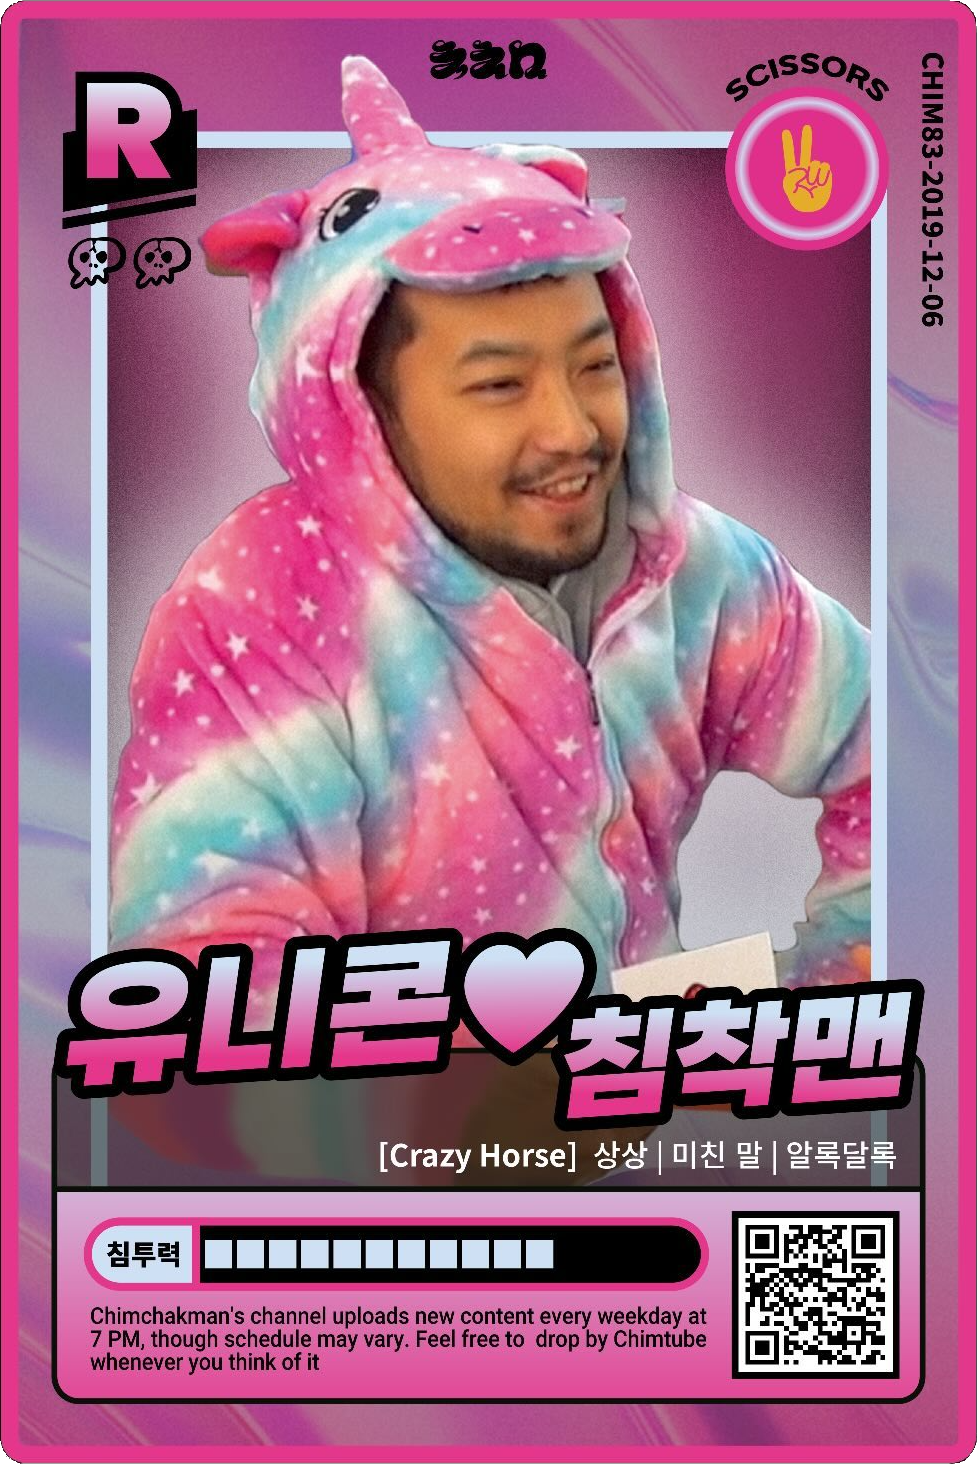 R
SCISSORS
CHIM83-2019-12-06
유니콘♥침착맨
[Crazy Horse] 상상 | 미친 말 | 알록달록
침투력
Chimchakman's channel uploads new content every weekday at
7 PM, though schedule may vary. Feel free to drop by Chimtube
whenever you think of it